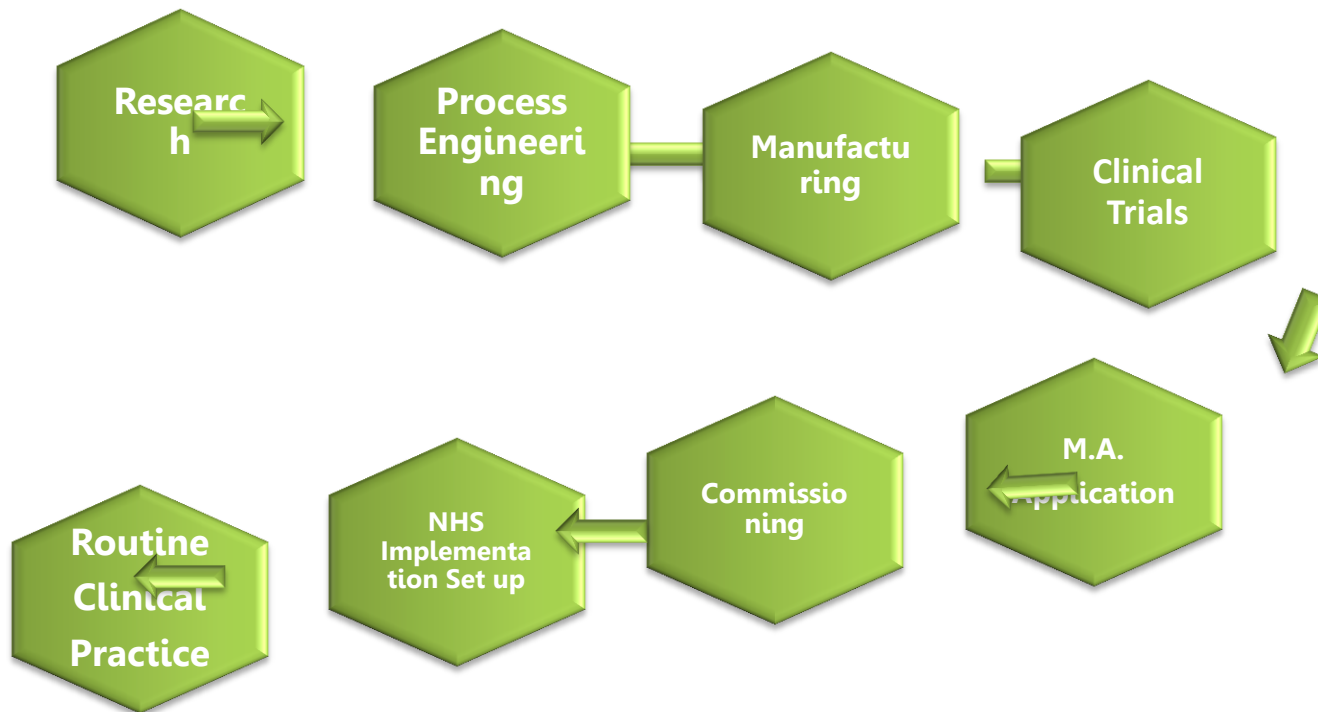 Researc
h
Process
Engineeri
ng
Manufactu
ring
Clinical
Trials
M.A.
Application
Commissio
ning
NHS
Implementa
tion Set up
Routine
Clinical
Practice